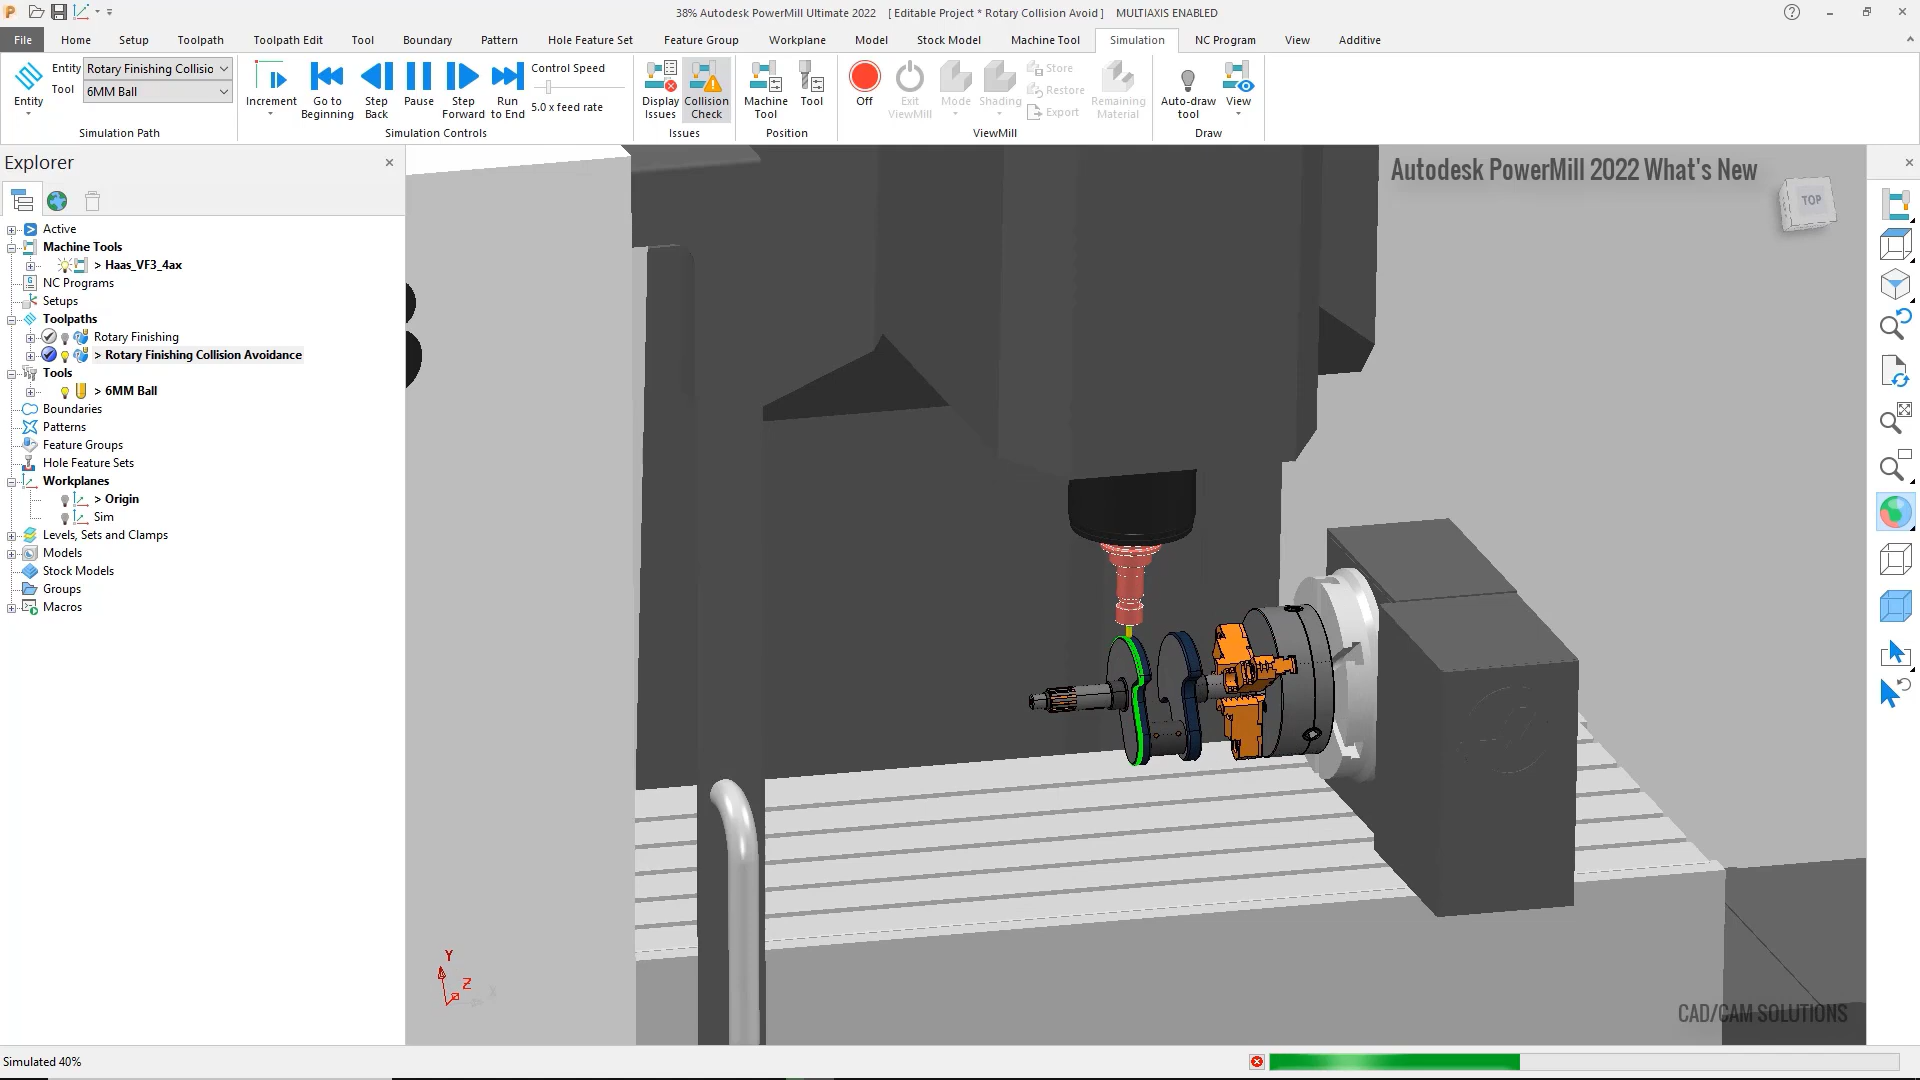 38% Autodesk PowerMill Ultimate 2022 [ Editable Project * Rotary Collision Avoid ] MULTIAXIS ENABLED
File Home Setup Toolpath Toolpath Edit Tool Boundary Pattern Hole Feature Set Feature Group Workplane Model Stock Model Machine Tool Simulation NC Program View Additive
Entity
Entity Rotary Finishing Collisio
Tool 6MM Ball
Simulation Path
Increment
Go to Beginning
Step Back
Pause
Step Forward
Run to End
Control Speed
5.0 x feed rate
Simulation Controls
Display Issues
Collision Check
Issues
Machine Tool
Tool
Position
Off
Exit ViewMill
Mode
Shading
Store
Restore
Export
Remaining Material
ViewMill
Auto-draw tool
View
Draw
Explorer
Active
Machine Tools
> Haas_VF3_4ax
NC Programs
Setups
Toolpaths
Rotary Finishing
> Rotary Finishing Collision Avoidance
Tools
> 6MM Ball
Boundaries
Patterns
Feature Groups
Hole Feature Sets
Workplanes
> Origin
Sim
Levels, Sets and Clamps
Models
Stock Models
Groups
Macros
Autodesk PowerMill 2022 What's New
TOP
Y
Z
X
CAD/CAM SOLUTIONS
Simulated 40%